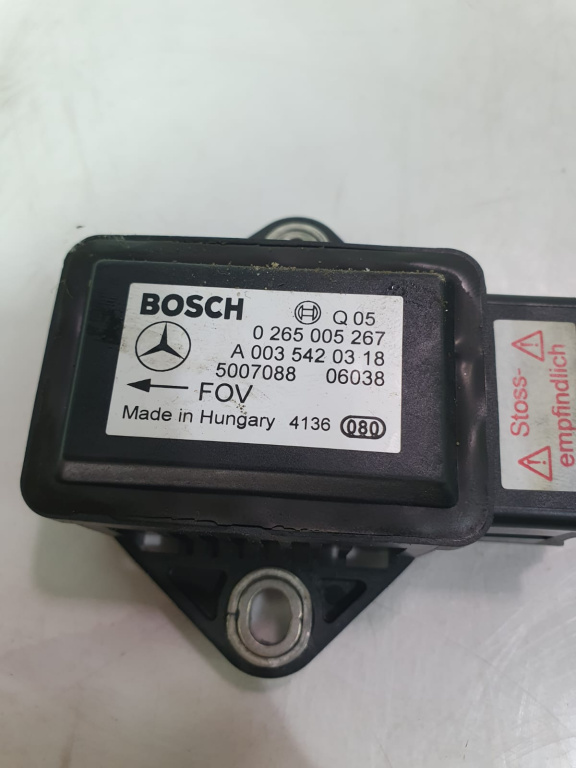 BOSCH Q 05
0 265 005 267
A 003 542 03 18
5007088 06038
FOV
Made in Hungary 4136 080
Stoss-
empfindlich